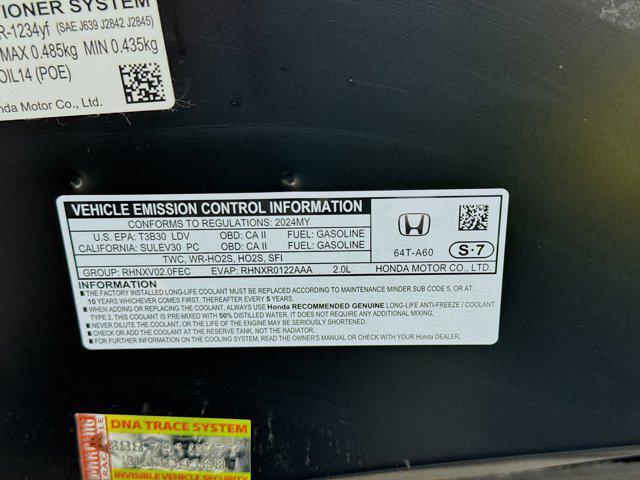 TIONER SYSTEM
R-1234yf (SAE J639 J2842 J2845)
MAX 0.485kg MIN 0.435kg
OIL14 (POE)
nda Motor Co., Ltd.
VEHICLE EMISSION CONTROL INFORMATION
CONFORMS TO REGULATIONS: 2024MY
U.S. EPA: T3B30 LDV OBD: CA II FUEL: GASOLINE
CALIFORNIA: SULEV30 PC OBD: CA II FUEL: GASOLINE
TWC, WR-HO2S, HO2S, SFI
GROUP: RHNXV02.0FEC EVAP: RHNXR0122AAA 2.0L
64T-A60 S·7
HONDA MOTOR CO., LTD.
INFORMATION
■ THE FACTORY INSTALLED LONG-LIFE COOLANT MUST BE REPLACED ACCORDING TO MAINTENANCE MINDER SUB CODE 5, OR AT
10 YEARS WHICHEVER COMES FIRST. THEREAFTER EVERY 5 YEARS.
■ WHEN ADDING OR REPLACING THE COOLANT, ALWAYS USE Honda RECOMMENDED GENUINE LONG-LIFE ANTI-FREEZE / COOLANT
TYPE 2. THIS COOLANT IS PRE-MIXED WITH 50% DISTILLED WATER. IT DOES NOT REQUIRE ANY ADDITIONAL MIXING.
■ NEVER DILUTE THE COOLANT, OR THE LIFE OF THE ENGINE MAY BE SERIOUSLY SHORTENED.
■ CHECK OR ADD COOLANT AT THE RESERVE TANK, NOT THE RADIATOR.
■ FOR FURTHER INFORMATION ON THE COOLING SYSTEM, READ THE OWNER'S MANUAL OR CHECK WITH YOUR Honda DEALER.
WARNING
DNA TRACE SYSTEM
INVISIBLE VEHICLE SECURITY